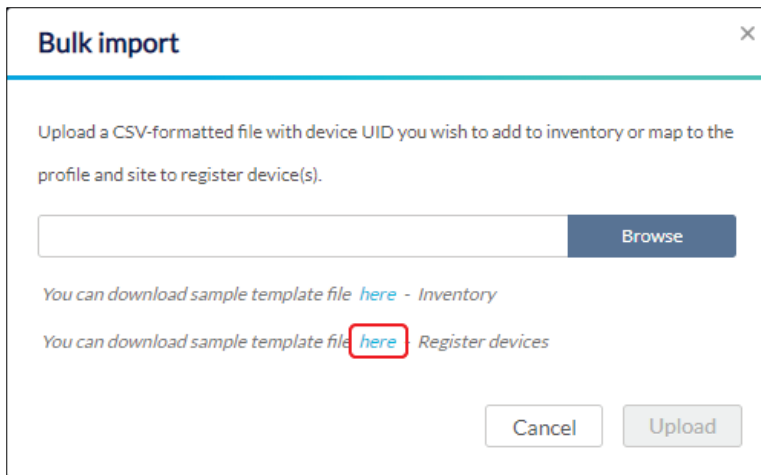 Bulk import
Upload a CSV-formatted file with device UID you wish to add to inventory or map to the
profile and site to register device(s).
Browse
You can download sample template file here - Inventory
You can download sample template file here - Register devices
Cancel
Upload